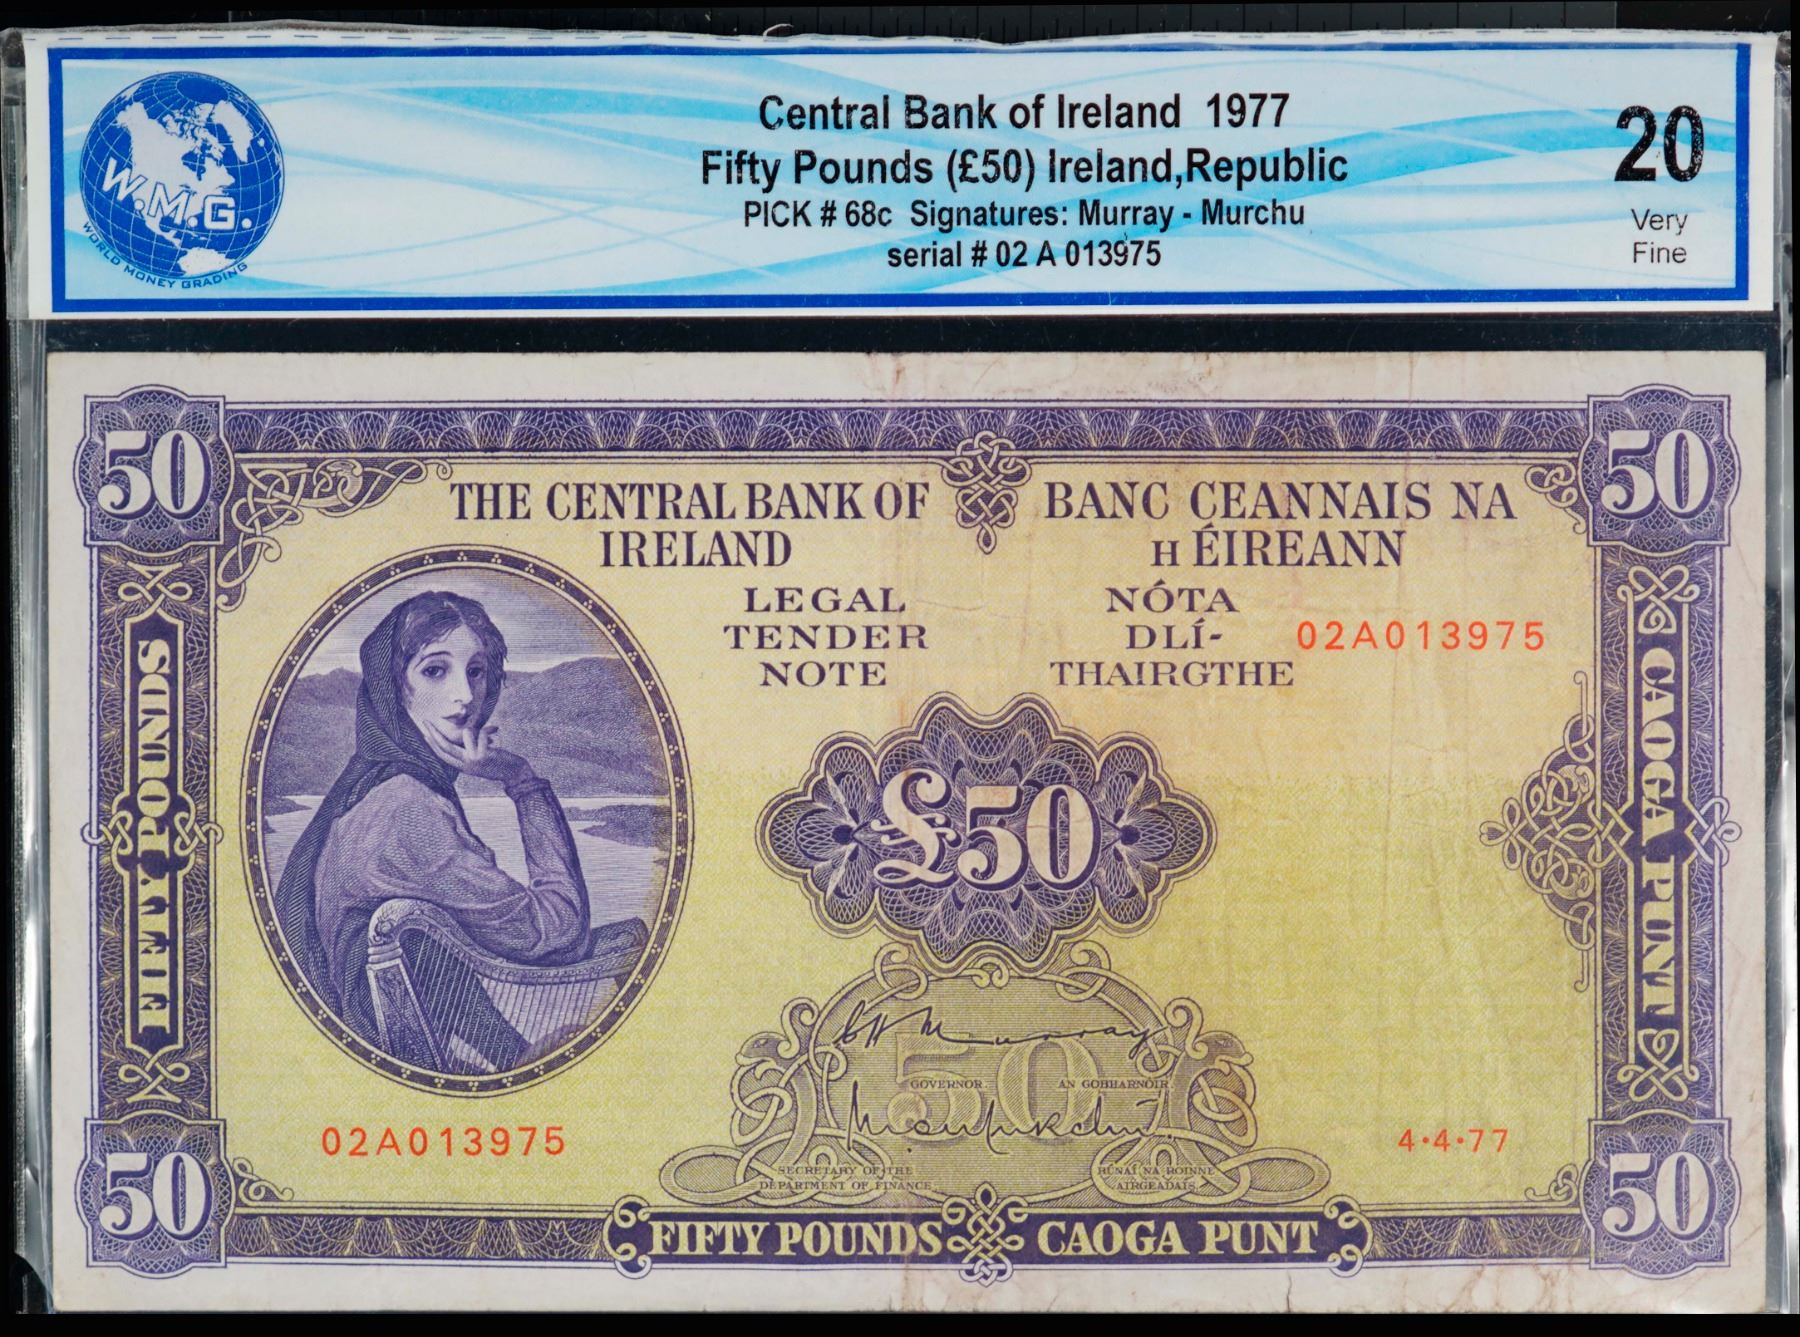 W.M.G.
WORLD MONEY GRADING
Central Bank of Ireland 1977
Fifty Pounds (£50) Ireland,Republic
PICK # 68c Signatures: Murray - Murchu
serial # 02 A 013975
20
Very
Fine
50
50
THE CENTRAL BANK OF
IRELAND
BANC CEANNAIS NA
H ÉIREANN
LEGAL
TENDER
NOTE
NÓTA
DLÍ-
THAIRGTHE
02A013975
FIFTY POUNDS
CAOGA PUNT
£50
50
C H Murray
GOVERNOR.
AN GOBHARNÓIR.
SECRETARY OF THE
DEPARTMENT OF FINANCE
RÚNAÍ NA ROINNE
AIRGEADAIS.
02A013975
4·4·77
50
50
FIFTY POUNDS
CAOGA PUNT